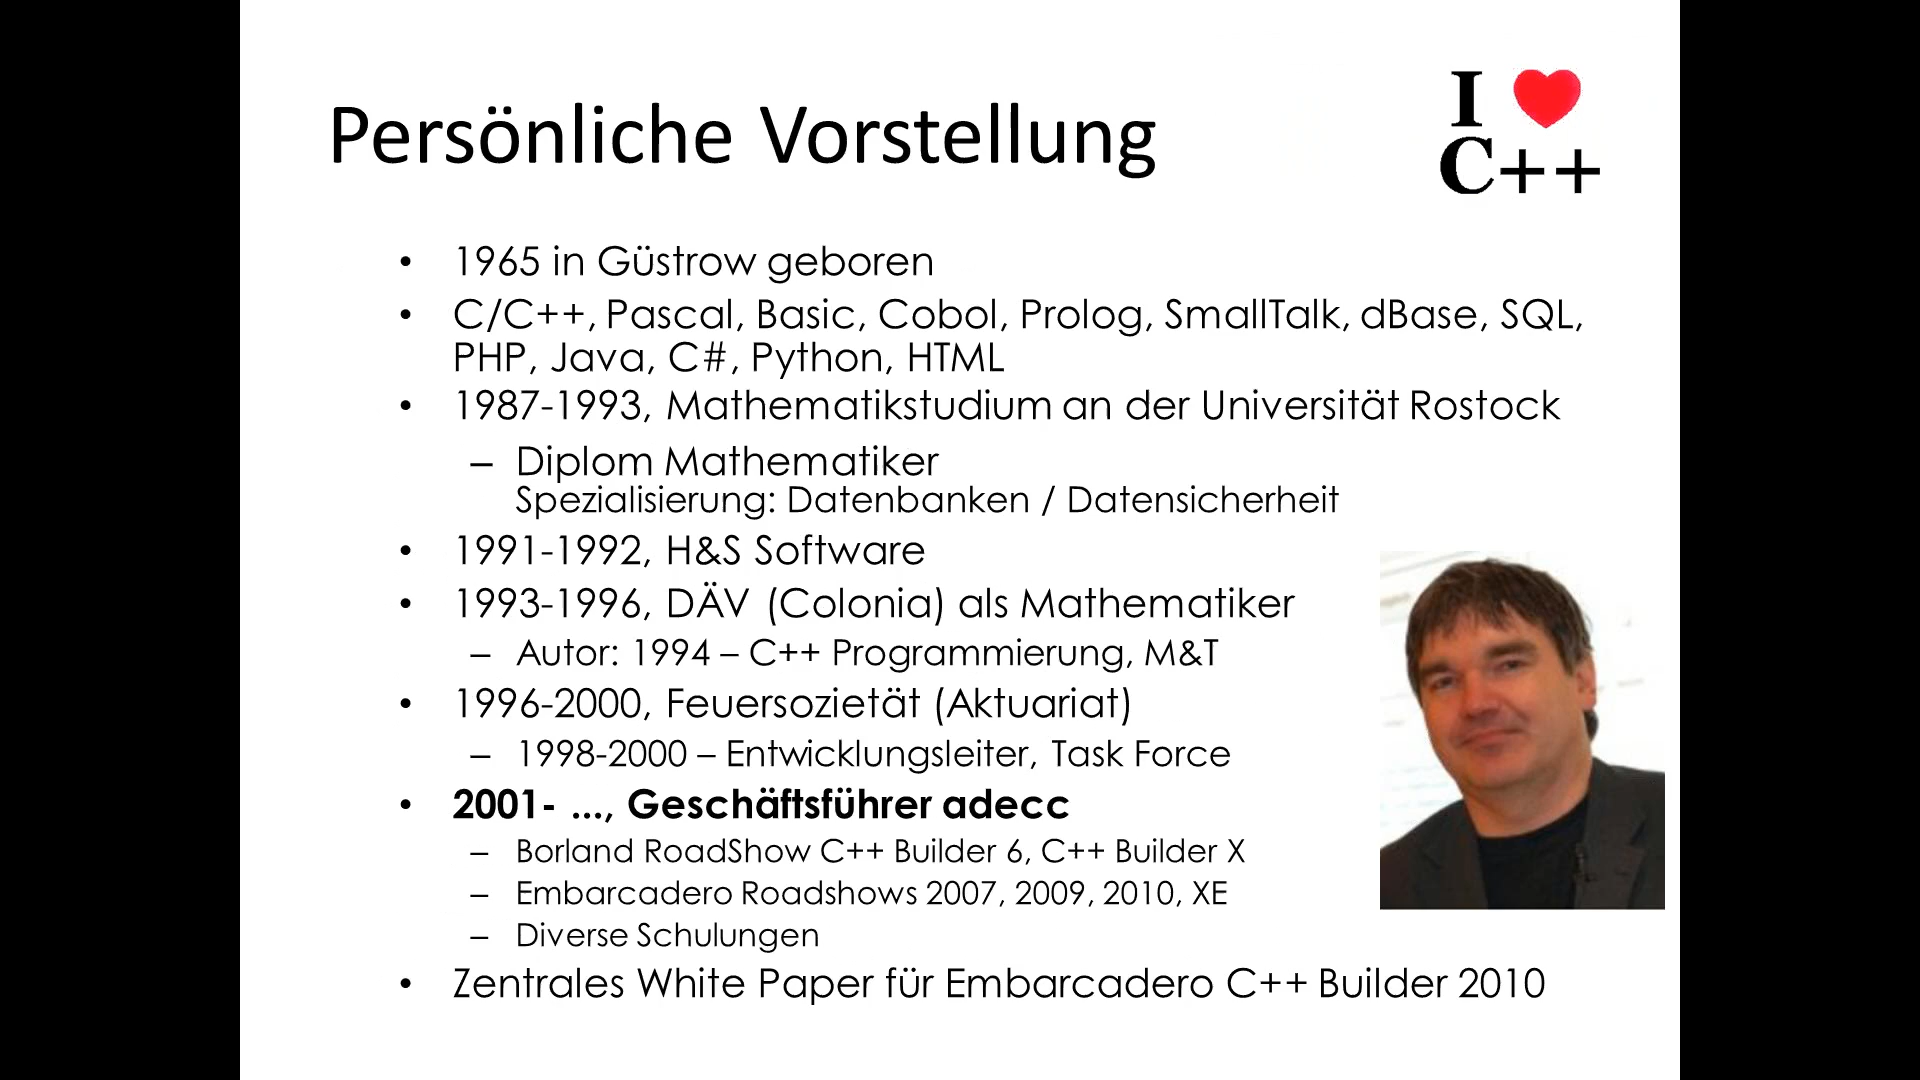 Persönliche Vorstellung
I ❤
C++
• 1965 in Güstrow geboren
• C/C++, Pascal, Basic, Cobol, Prolog, SmallTalk, dBase, SQL,
PHP, Java, C#, Python, HTML
• 1987-1993, Mathematikstudium an der Universität Rostock
– Diplom Mathematiker
Spezialisierung: Datenbanken / Datensicherheit
• 1991-1992, H&S Software
• 1993-1996, DÄV (Colonia) als Mathematiker
– Autor: 1994 – C++ Programmierung, M&T
• 1996-2000, Feuersozietät (Aktuariat)
– 1998-2000 – Entwicklungsleiter, Task Force
• 2001- ..., Geschäftsführer adecc
– Borland RoadShow C++ Builder 6, C++ Builder X
– Embarcadero Roadshows 2007, 2009, 2010, XE
– Diverse Schulungen
• Zentrales White Paper für Embarcadero C++ Builder 2010